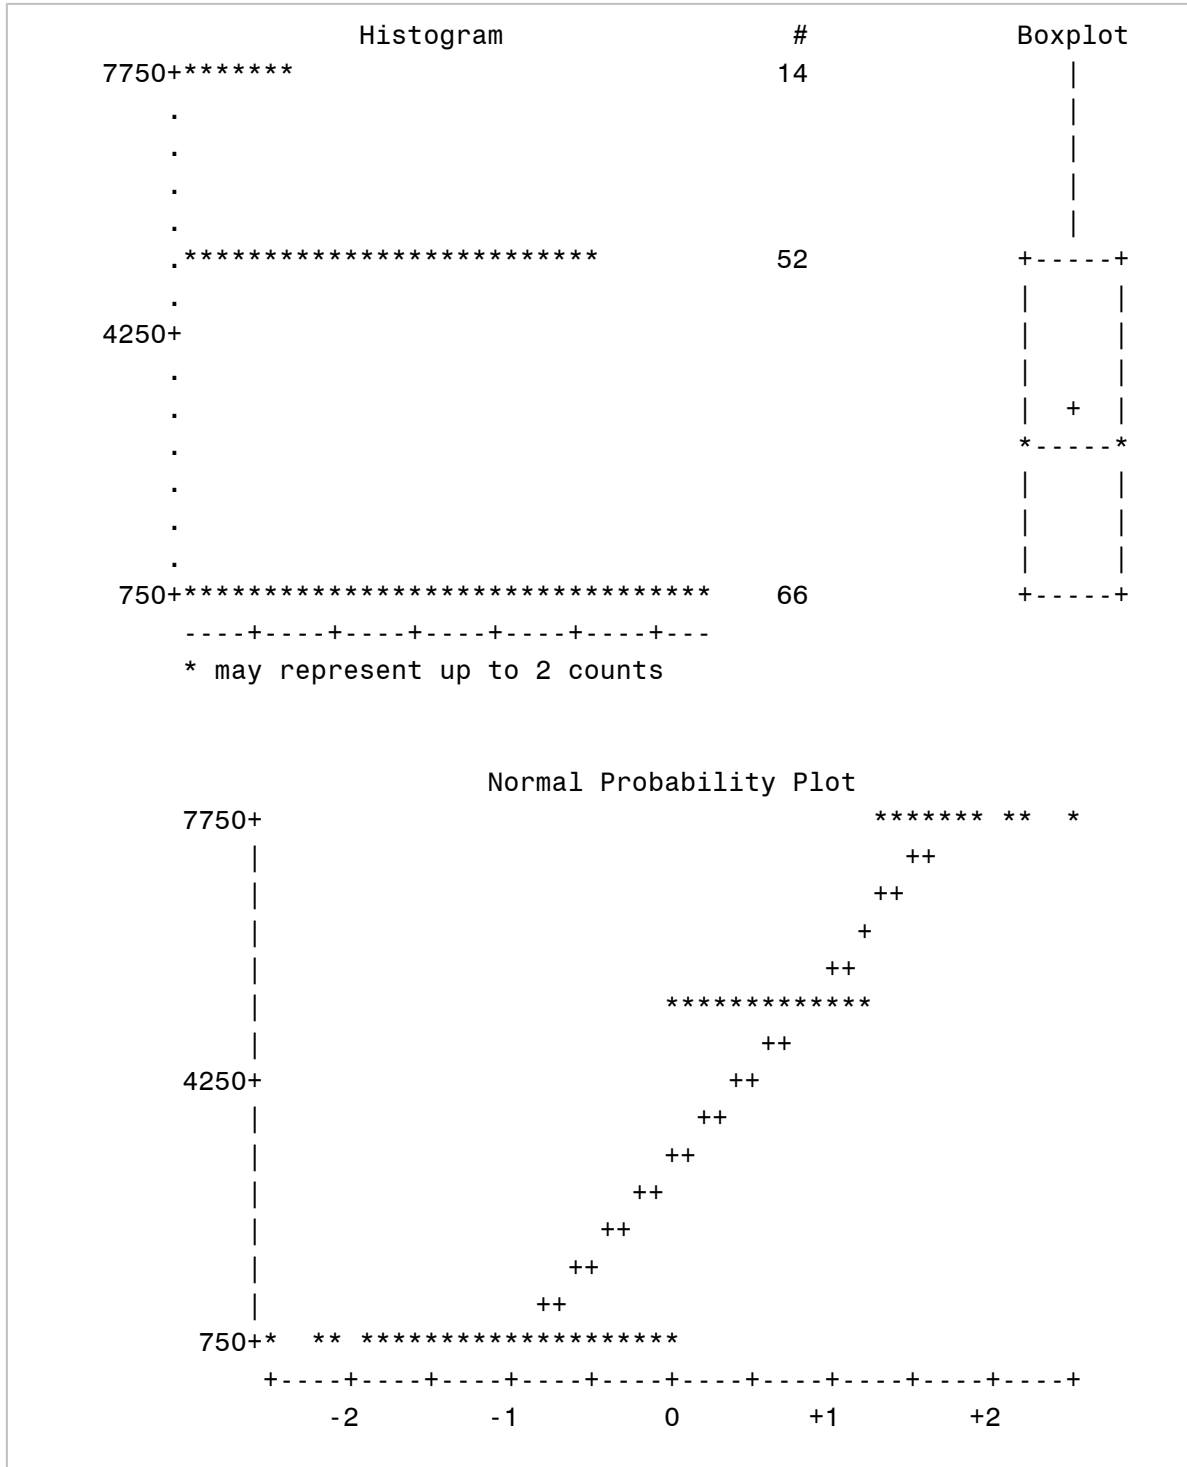 Histogram                  #             Boxplot
      7750+*******                              14                |
          .                                                       |
          .                                                       |
          .                                                       |
          .                                                       |
          .**************************           52             +-----+
          .                                                    |     |
      4250+                                                    |     |
          .                                                    |     |
          .                                                    |  +  |
          .                                                    *-----*
          .                                                    |     |
          .                                                    |     |
          .                                                    |     |
       750+*********************************    66             +-----+
           ----+----+----+----+----+----+---
           * may represent up to 2 counts
                              Normal Probability Plot
           7750+                                      ******* **  *
               |                                        ++
               |                                      ++
               |                                     +
               |                                   ++
               |                         *************
               |                               ++
           4250+                             ++
               |                           ++
               |                         ++
               |                       ++
               |                     ++
               |                   ++
               |                 ++
            750+*  ** ********************
                +----+----+----+----+----+----+----+----+----+----+
                    -2        -1         0        +1        +2